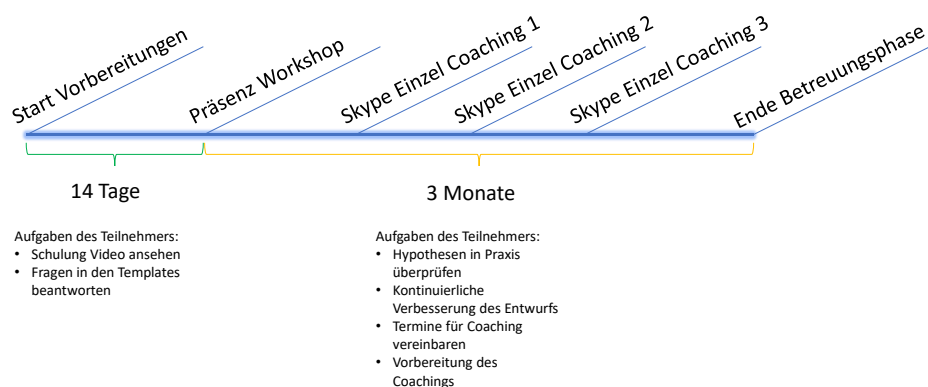 Start Vorbereitungen
Präsenz Workshop
Skype Einzel Coaching 1
Skype Einzel Coaching 2
Skype Einzel Coaching 3
Ende Betreuungsphase
14 Tage
Aufgaben des Teilnehmers:
• Schulung Video ansehen
• Fragen in den Templates
beantworten
3 Monate
Aufgaben des Teilnehmers:
• Hypothesen in Praxis
überprüfen
• Kontinuierliche
Verbesserung des Entwurfs
• Termine für Coaching
vereinbaren
• Vorbereitung des
Coachings